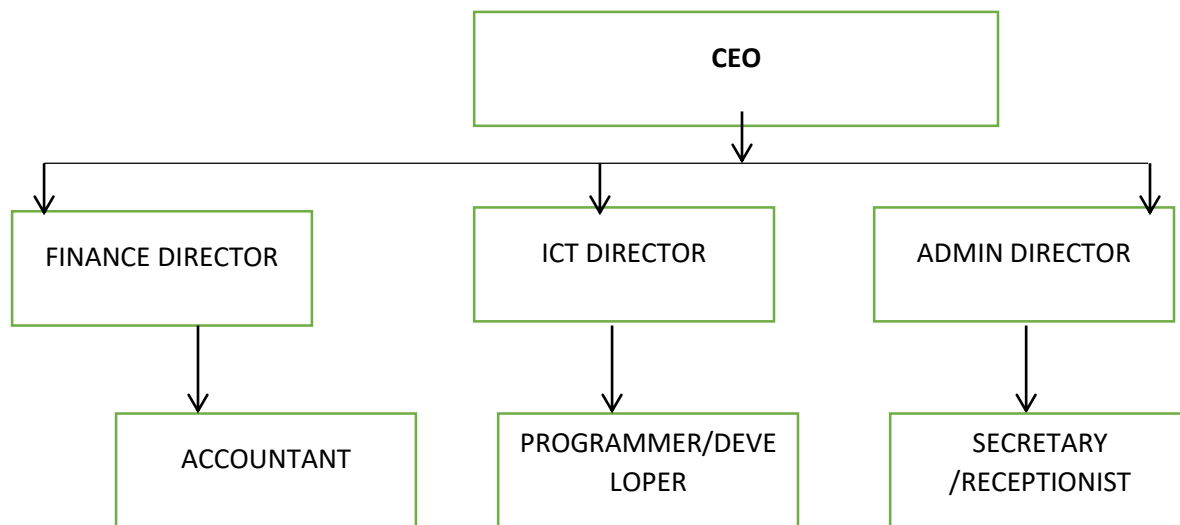 CEO
FINANCE DIRECTOR
ICT DIRECTOR
ADMIN DIRECTOR
ACCOUNTANT
PROGRAMMER/DEVE
LOPER
SECRETARY
/RECEPTIONIST